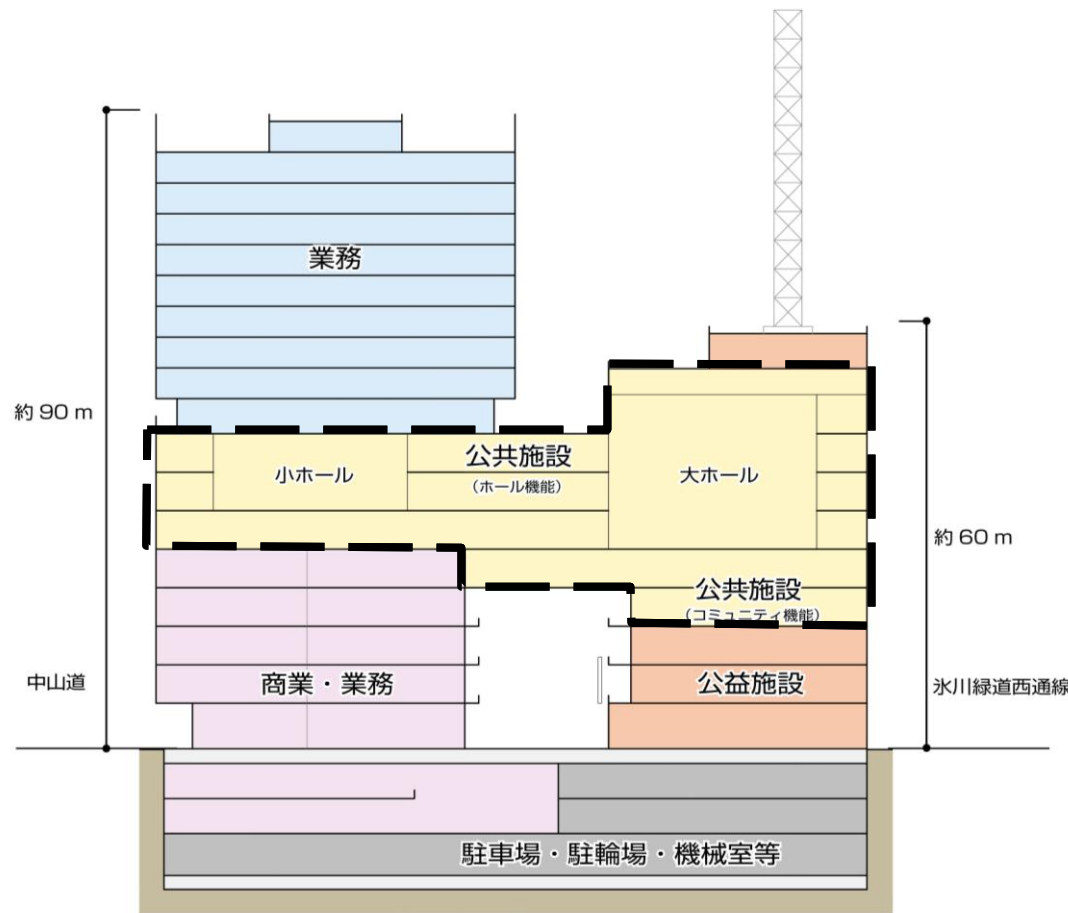 業務
約 90 m
公共施設
(ホール機能)
小ホール
大ホール
約 60 m
公共施設
(コミュニティ機能)
中山道
商業・業務
公益施設
氷川緑道西通線
駐車場・駐輪場・機械室等